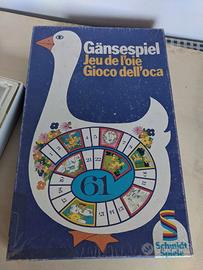 Gänsespiel
Jeu de l'oie
Gioco dell'oca
61
Schmidt
Spiele